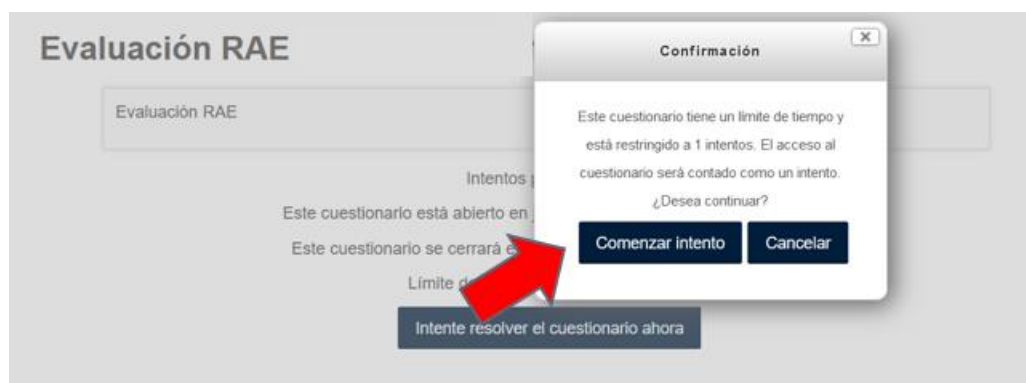 Evaluación RAE
Evaluación RAE
Intentos
Este cuestionario está abierto en
Este cuestionario se cerrará
Límite
Intente resolver el cuestionario ahora
Confirmación
Este cuestionario tiene un límite de tiempo y
está restringido a 1 intentos. El acceso al
cuestionario será contado como un intento.
¿Desea continuar?
Comenzar intento
Cancelar